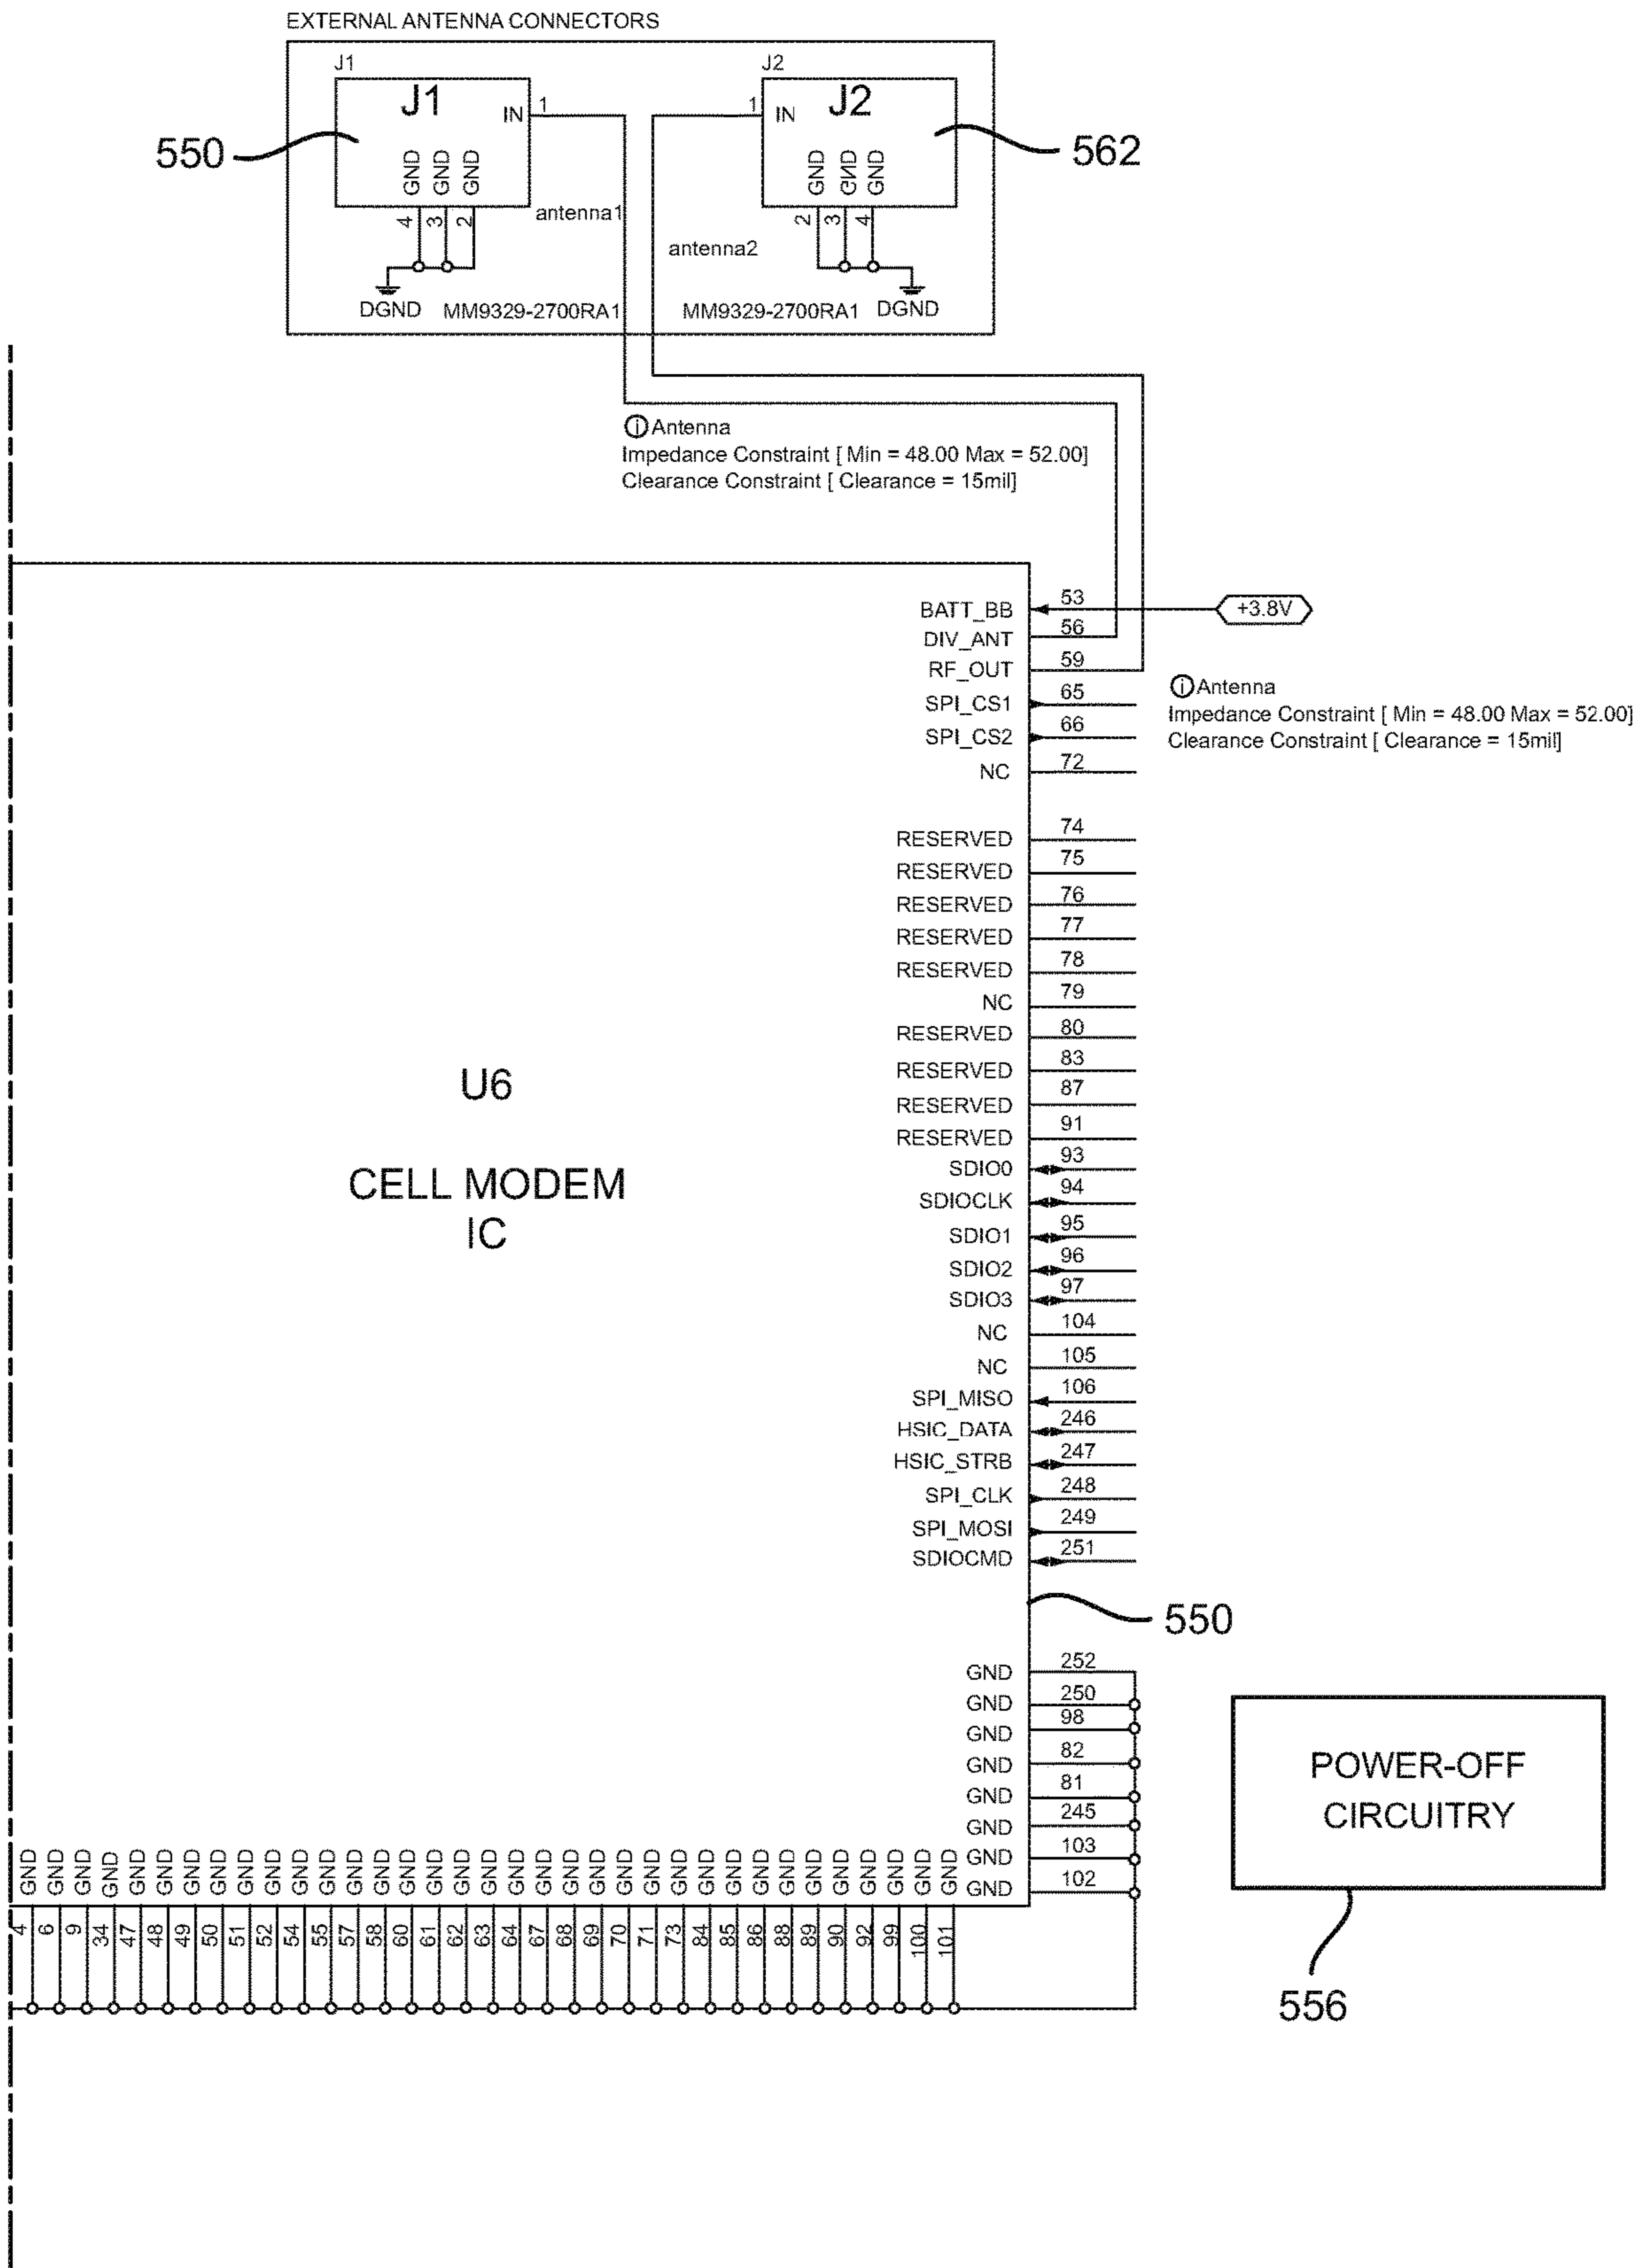 EXTERNAL ANTENNA CONNECTORS
J1
J2
J1
IN
1
1
IN
J2
550
562
GND
GND
GND
GND
GND
GND
4
3
2
antenna1
2
3
4
antenna2
DGND
MM9329-2700RA1
MM9329-2700RA1
DGND
i Antenna
Impedance Constraint [ Min = 48.00 Max = 52.00]
Clearance Constraint [ Clearance = 15mil]
BATT_BB 53
+3.8V
DIV_ANT 56
RF_OUT 59
i Antenna
Impedance Constraint [ Min = 48.00 Max = 52.00]
Clearance Constraint [ Clearance = 15mil]
SPI_CS1 65
SPI_CS2 66
NC 72
RESERVED 74
RESERVED 75
RESERVED 76
RESERVED 77
RESERVED 78
NC 79
RESERVED 80
RESERVED 83
RESERVED 87
RESERVED 91
U6
CELL MODEM
IC
SDIO0 93
SDIOCLK 94
SDIO1 95
SDIO2 96
SDIO3 97
NC 104
NC 105
SPI_MISO 106
HSIC_DATA 246
HSIC_STRB 247
SPI_CLK 248
SPI_MOSI 249
SDIOCMD 251
550
GND 252
GND 250
GND 98
GND 82
GND 81
GND 245
GND 103
GND 102
POWER-OFF
CIRCUITRY
556
GND GND GND GND GND GND GND GND GND GND GND GND GND GND GND GND GND GND GND GND GND GND GND GND GND GND GND GND GND GND GND GND GND GND GND
4 6 9 34 47 48 49 50 51 52 54 55 57 58 60 61 62 63 64 67 68 69 70 71 73 84 85 86 88 89 90 92 99 100 101